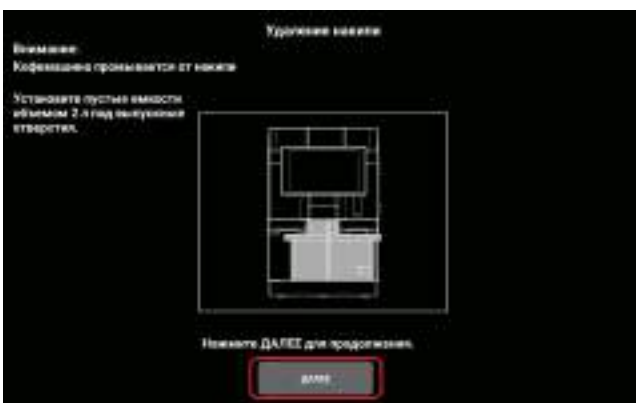 Удаление накипи
Внимание
Кофемашина промывается от накипи
Установите пустые емкости
объемом 2 л под выпускные
отверстия.
Нажмите ДАЛЕЕ для продолжения.
ДАЛЕЕ